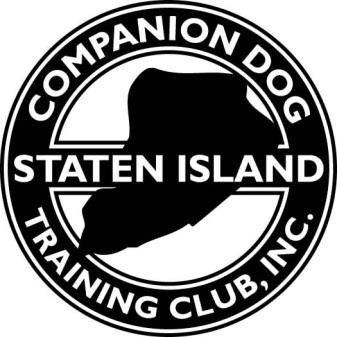 COMPANION DOG
STATEN ISLAND
TRAINING CLUB, INC.